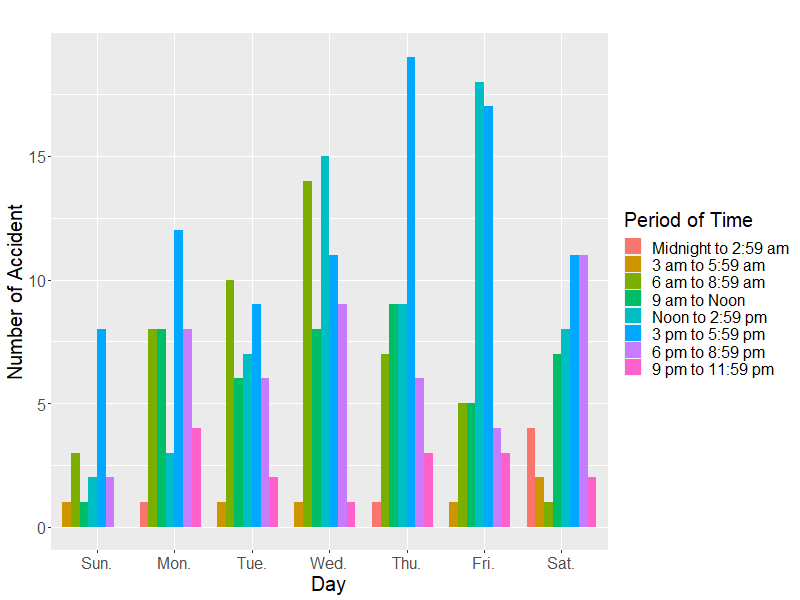 15
10
5
0
Number of Accident
Sun. Mon. Tue. Wed. Thu. Fri. Sat.
Day
Period of Time
Midnight to 2:59 am
3 am to 5:59 am
6 am to 8:59 am
9 am to Noon
Noon to 2:59 pm
3 pm to 5:59 pm
6 pm to 8:59 pm
9 pm to 11:59 pm